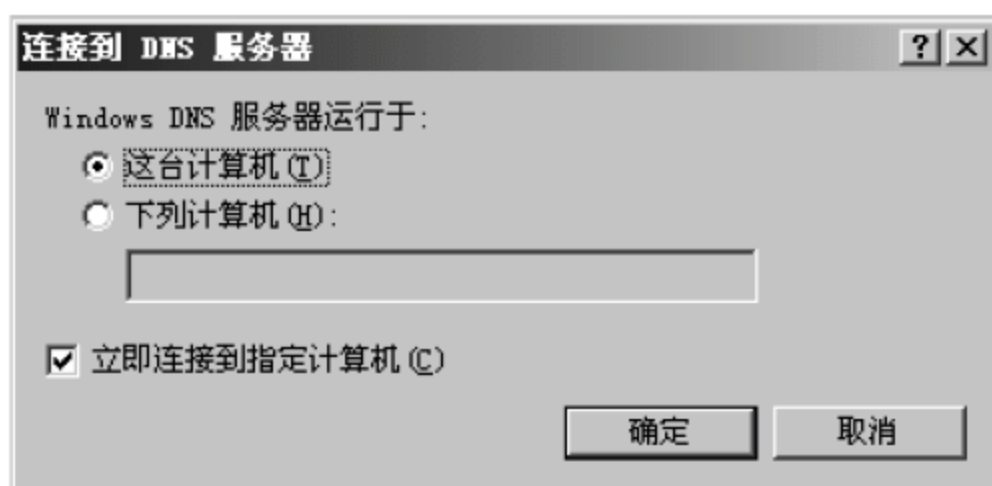 连接到 DNS 服务器
Windows DNS 服务器运行于:
这台计算机(T)
下列计算机(H):
立即连接到指定计算机(C)
确定 取消